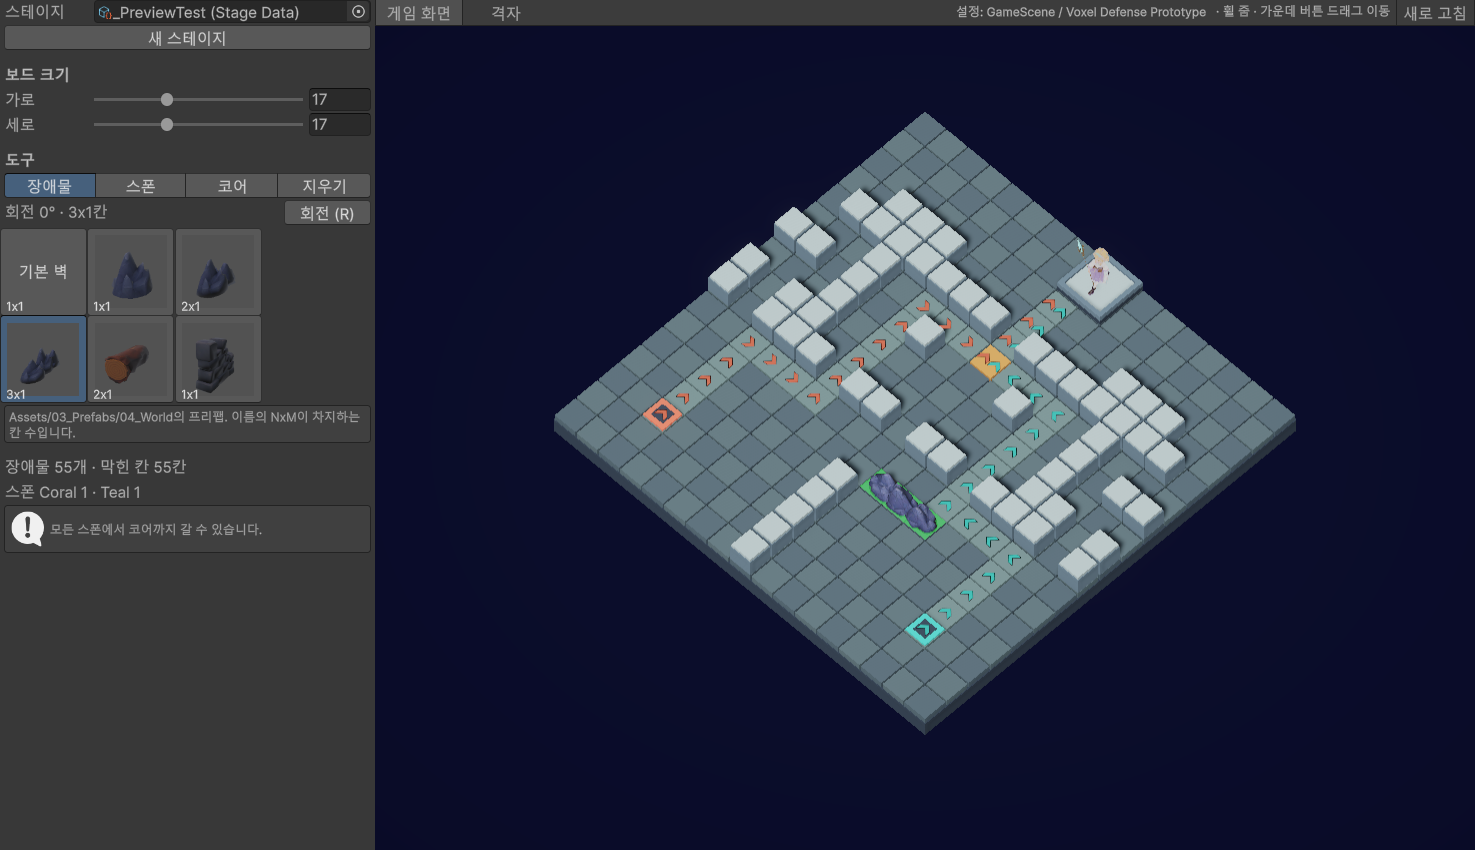 스테이지 _PreviewTest (Stage Data) 게임 화면 격자 설정: GameScene / Voxel Defense Prototype · 휠 줌 · 가운데 버튼 드래그 이동 새로 고침
새 스테이지
보드 크기
가로 17
세로 17
도구
장애물 스폰 코어 지우기
회전 0° · 3x1칸 회전 (R)
기본 벽
1x1 1x1 2x1
3x1 2x1 1x1
Assets/03_Prefabs/04_World의 프리팹. 이름의 NxM이 차지하는
칸 수입니다.
장애물 55개 · 막힌 칸 55칸
스폰 Coral 1 · Teal 1
모든 스폰에서 코어까지 갈 수 있습니다.